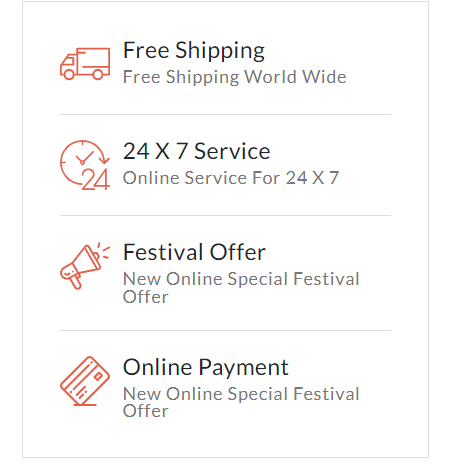 Free Shipping
Free Shipping World Wide
24 X 7 Service
24
Online Service For 24 X 7
Festival Offer
New Online Special Festival
Offer
Online Payment
New Online Special Festival
Offer